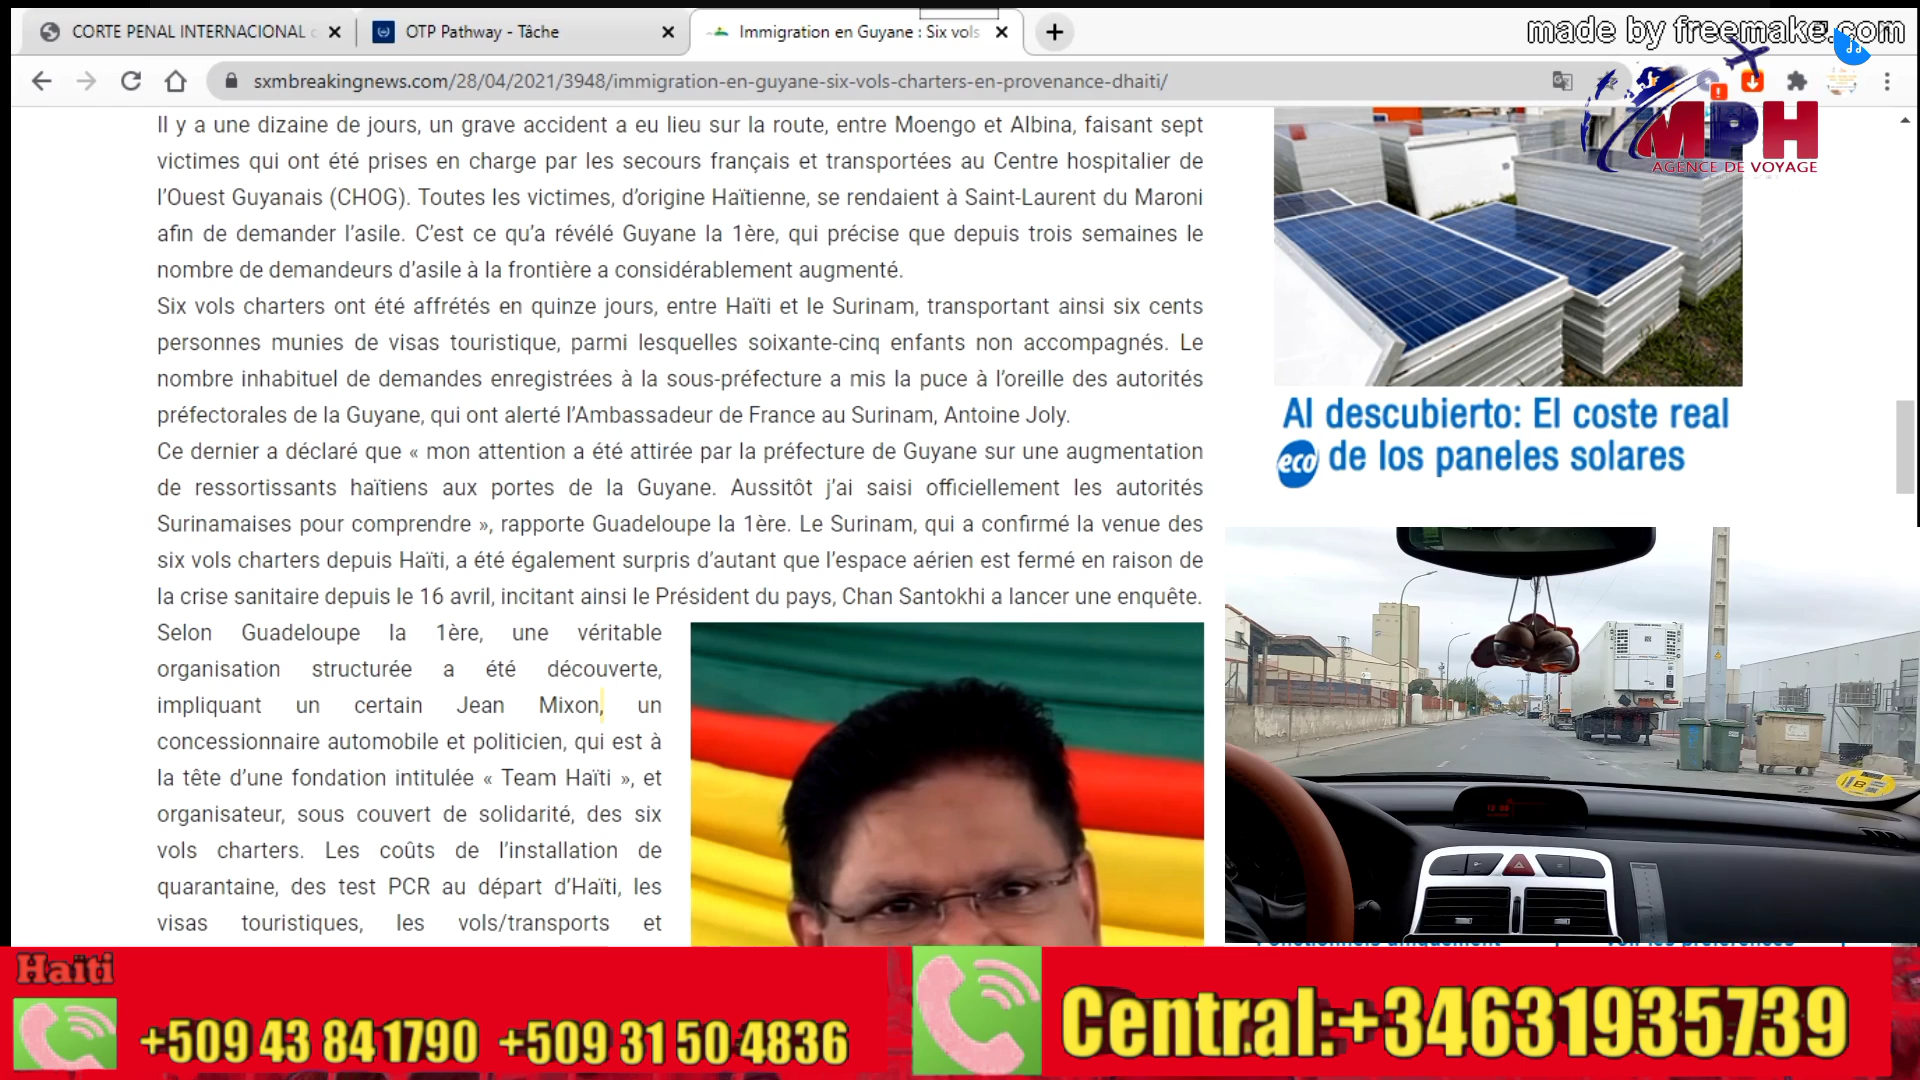 CORTE PENAL INTERNACIONAL
OTP Pathway - Tâche
Immigration en Guyane : Six vols
made by freemake.com
sxmbreakingnews.com/28/04/2021/3948/immigration-en-guyane-six-vols-charters-en-provenance-dhaiti/
MPH
AGENCE DE VOYAGE
Il y a une dizaine de jours, un grave accident a eu lieu sur la route, entre Moengo et Albina, faisant sept
victimes qui ont été prises en charge par les secours français et transportées au Centre hospitalier de
l’Ouest Guyanais (CHOG). Toutes les victimes, d’origine Haïtienne, se rendaient à Saint-Laurent du Maroni
afin de demander l’asile. C’est ce qu’a révélé Guyane la 1ère, qui précise que depuis trois semaines le
nombre de demandeurs d’asile à la frontière a considérablement augmenté.
Six vols charters ont été affrétés en quinze jours, entre Haïti et le Surinam, transportant ainsi six cents
personnes munies de visas touristique, parmi lesquelles soixante-cinq enfants non accompagnés. Le
nombre inhabituel de demandes enregistrées à la sous-préfecture a mis la puce à l’oreille des autorités
préfectorales de la Guyane, qui ont alerté l’Ambassadeur de France au Surinam, Antoine Joly.
Ce dernier a déclaré que « mon attention a été attirée par la préfecture de Guyane sur une augmentation
de ressortissants haïtiens aux portes de la Guyane. Aussitôt j’ai saisi officiellement les autorités
Surinamaises pour comprendre », rapporte Guadeloupe la 1ère. Le Surinam, qui a confirmé la venue des
six vols charters depuis Haïti, a été également surpris d’autant que l’espace aérien est fermé en raison de
la crise sanitaire depuis le 16 avril, incitant ainsi le Président du pays, Chan Santokhi a lancer une enquête.
Selon Guadeloupe la 1ère, une véritable
organisation structurée a été découverte,
impliquant un certain Jean Mixon, un
concessionnaire automobile et politicien, qui est à
la tête d’une fondation intitulée « Team Haïti », et
organisateur, sous couvert de solidarité, des six
vols charters. Les coûts de l’installation de
quarantaine, des test PCR au départ d’Haïti, les
visas touristiques, les vols/transports et
Al descubierto: El coste real
eco de los paneles solares
Haïti
+509 43 84 1790 +509 31 50 4836
Central:+34631935739